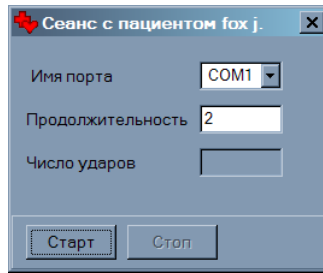 Сеанс с пациентом fox j.
Имя порта COM1
Продолжительность 2
Число ударов
Старт Стоп